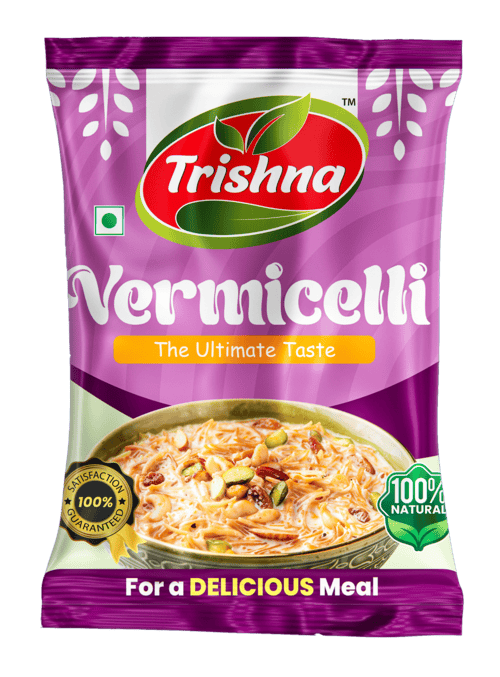 TM
Trishna
Vermicelli
The Ultimate Taste
SATISFACTION
100%
GUARANTEED
100%
NATURAL
For a DELICIOUS Meal